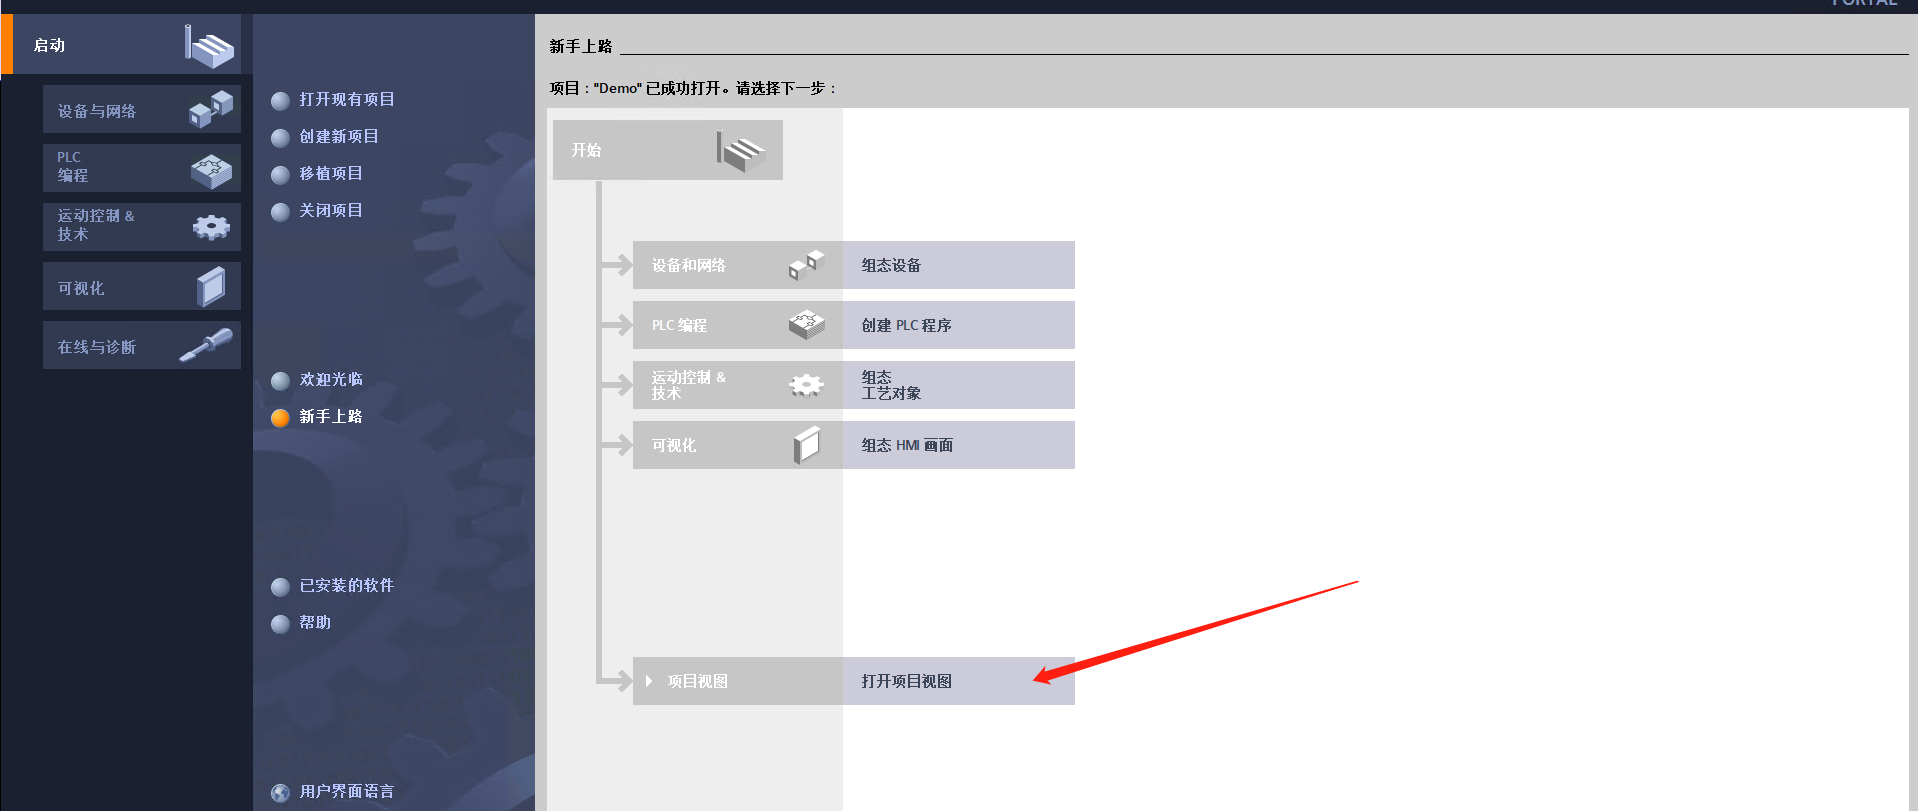 PORTAL
启动
设备与网络
PLC
编程
运动控制 &
技术
可视化
在线与诊断
打开现有项目
创建新项目
移植项目
关闭项目
欢迎光临
新手上路
已安装的软件
帮助
用户界面语言
新手上路
项目："Demo" 已成功打开。请选择下一步：
开始
设备和网络
组态设备
PLC 编程
创建 PLC 程序
运动控制 &
技术
组态
工艺对象
可视化
组态 HMI 画面
项目视图
打开项目视图